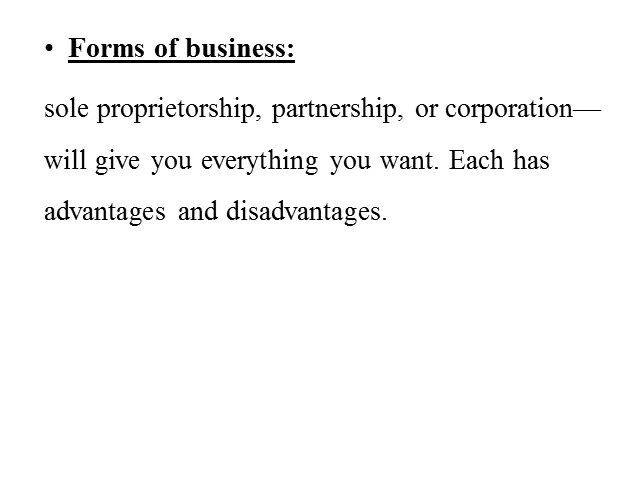 • Forms of business:
sole proprietorship, partnership, or corporation—
will give you everything you want. Each has
advantages and disadvantages.